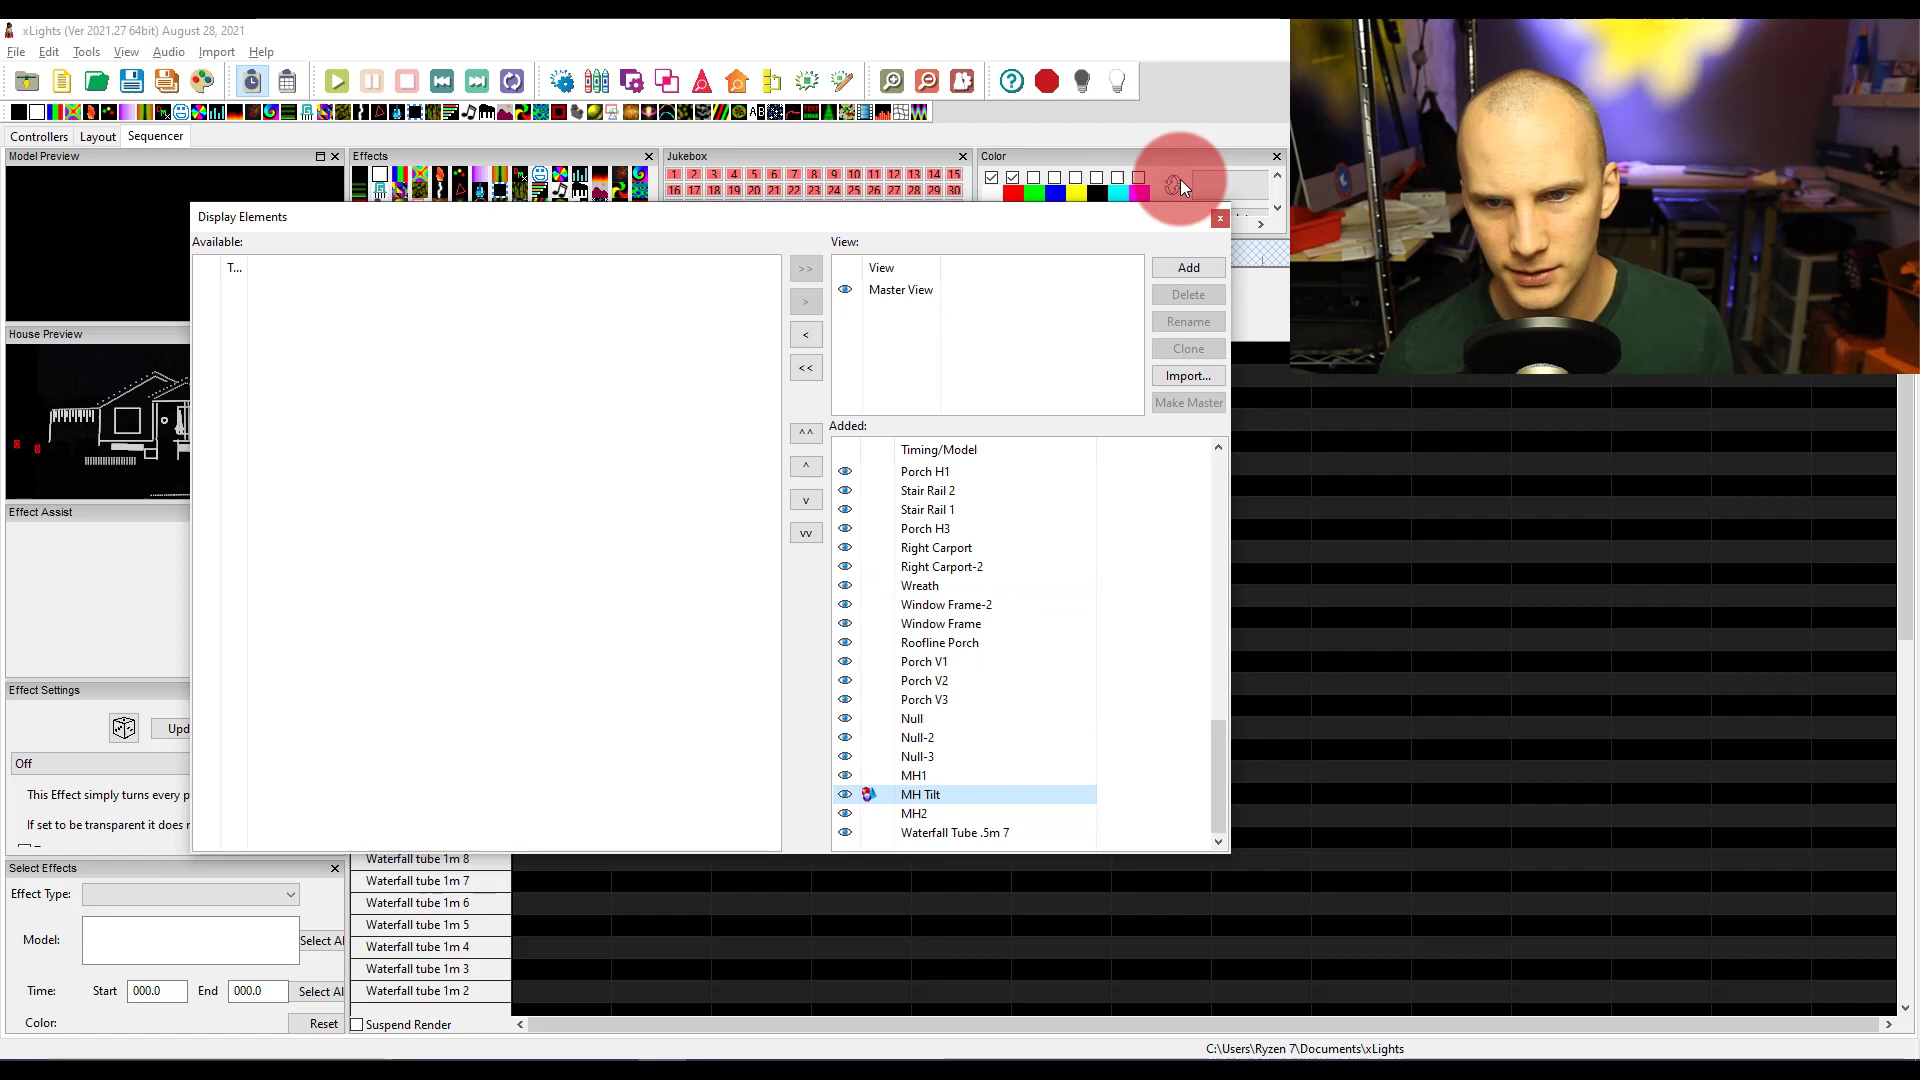 xLights (Ver 2021.27 64bit) August 28, 2021
File Edit Tools View Audio Import Help
Controllers Layout Sequencer
Model Preview
Effects
Jukebox
Color
1 2 3 4 5 6 7 8 9 10 11 12 13 14 15
16 17 18 19 20 21 22 23 24 25 26 27 28 29 30
Display Elements
Available:
T...
>>
>
<
<<
^^
^
v
vv
View:
View
Master View
Add
Delete
Rename
Clone
Import...
Make Master
Added:
Timing/Model
Porch H1
Stair Rail 2
Stair Rail 1
Porch H3
Right Carport
Right Carport-2
Wreath
Window Frame-2
Window Frame
Roofline Porch
Porch V1
Porch V2
Porch V3
Null
Null-2
Null-3
MH1
MH Tilt
MH2
Waterfall Tube .5m 7
House Preview
Effect Assist
Effect Settings
Upd
Off
This Effect simply turns every p
If set to be transparent it does r
Select Effects
Effect Type:
Model:
Select Al
Time: Start 000.0 End 000.0 Select Al
Color:
Reset
Waterfall tube 1m 8
Waterfall tube 1m 7
Waterfall tube 1m 6
Waterfall tube 1m 5
Waterfall tube 1m 4
Waterfall tube 1m 3
Waterfall tube 1m 2
Suspend Render
C:\Users\Ryzen 7\Documents\xLights